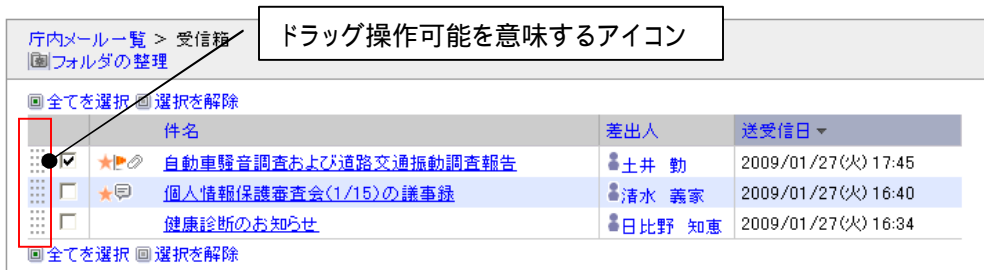 ドラッグ操作可能を意味するアイコン
庁内メール一覧 > 受信箱
フォルダの整理
全てを選択 選択を解除
件名 差出人 送受信日
自動車騒音調査および道路交通振動調査報告 土井 勤 2009/01/27(火) 17:45
個人情報保護審査会(1/15)の議事録 清水 義家 2009/01/27(火) 16:40
健康診断のお知らせ 日比野 知恵 2009/01/27(火) 16:34
全てを選択 選択を解除